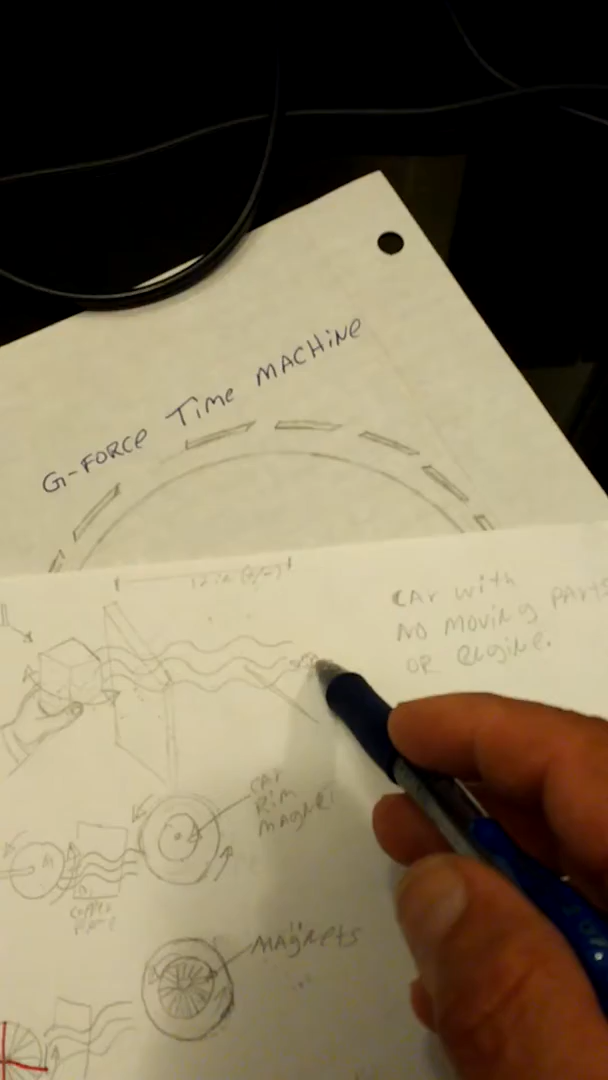 G-FORCE TIME MACHINE
CAR with
NO MOVING PARTS
OR engine.
CAR
RIM
MAGNET
COPPER
PLATE
MAGNETS